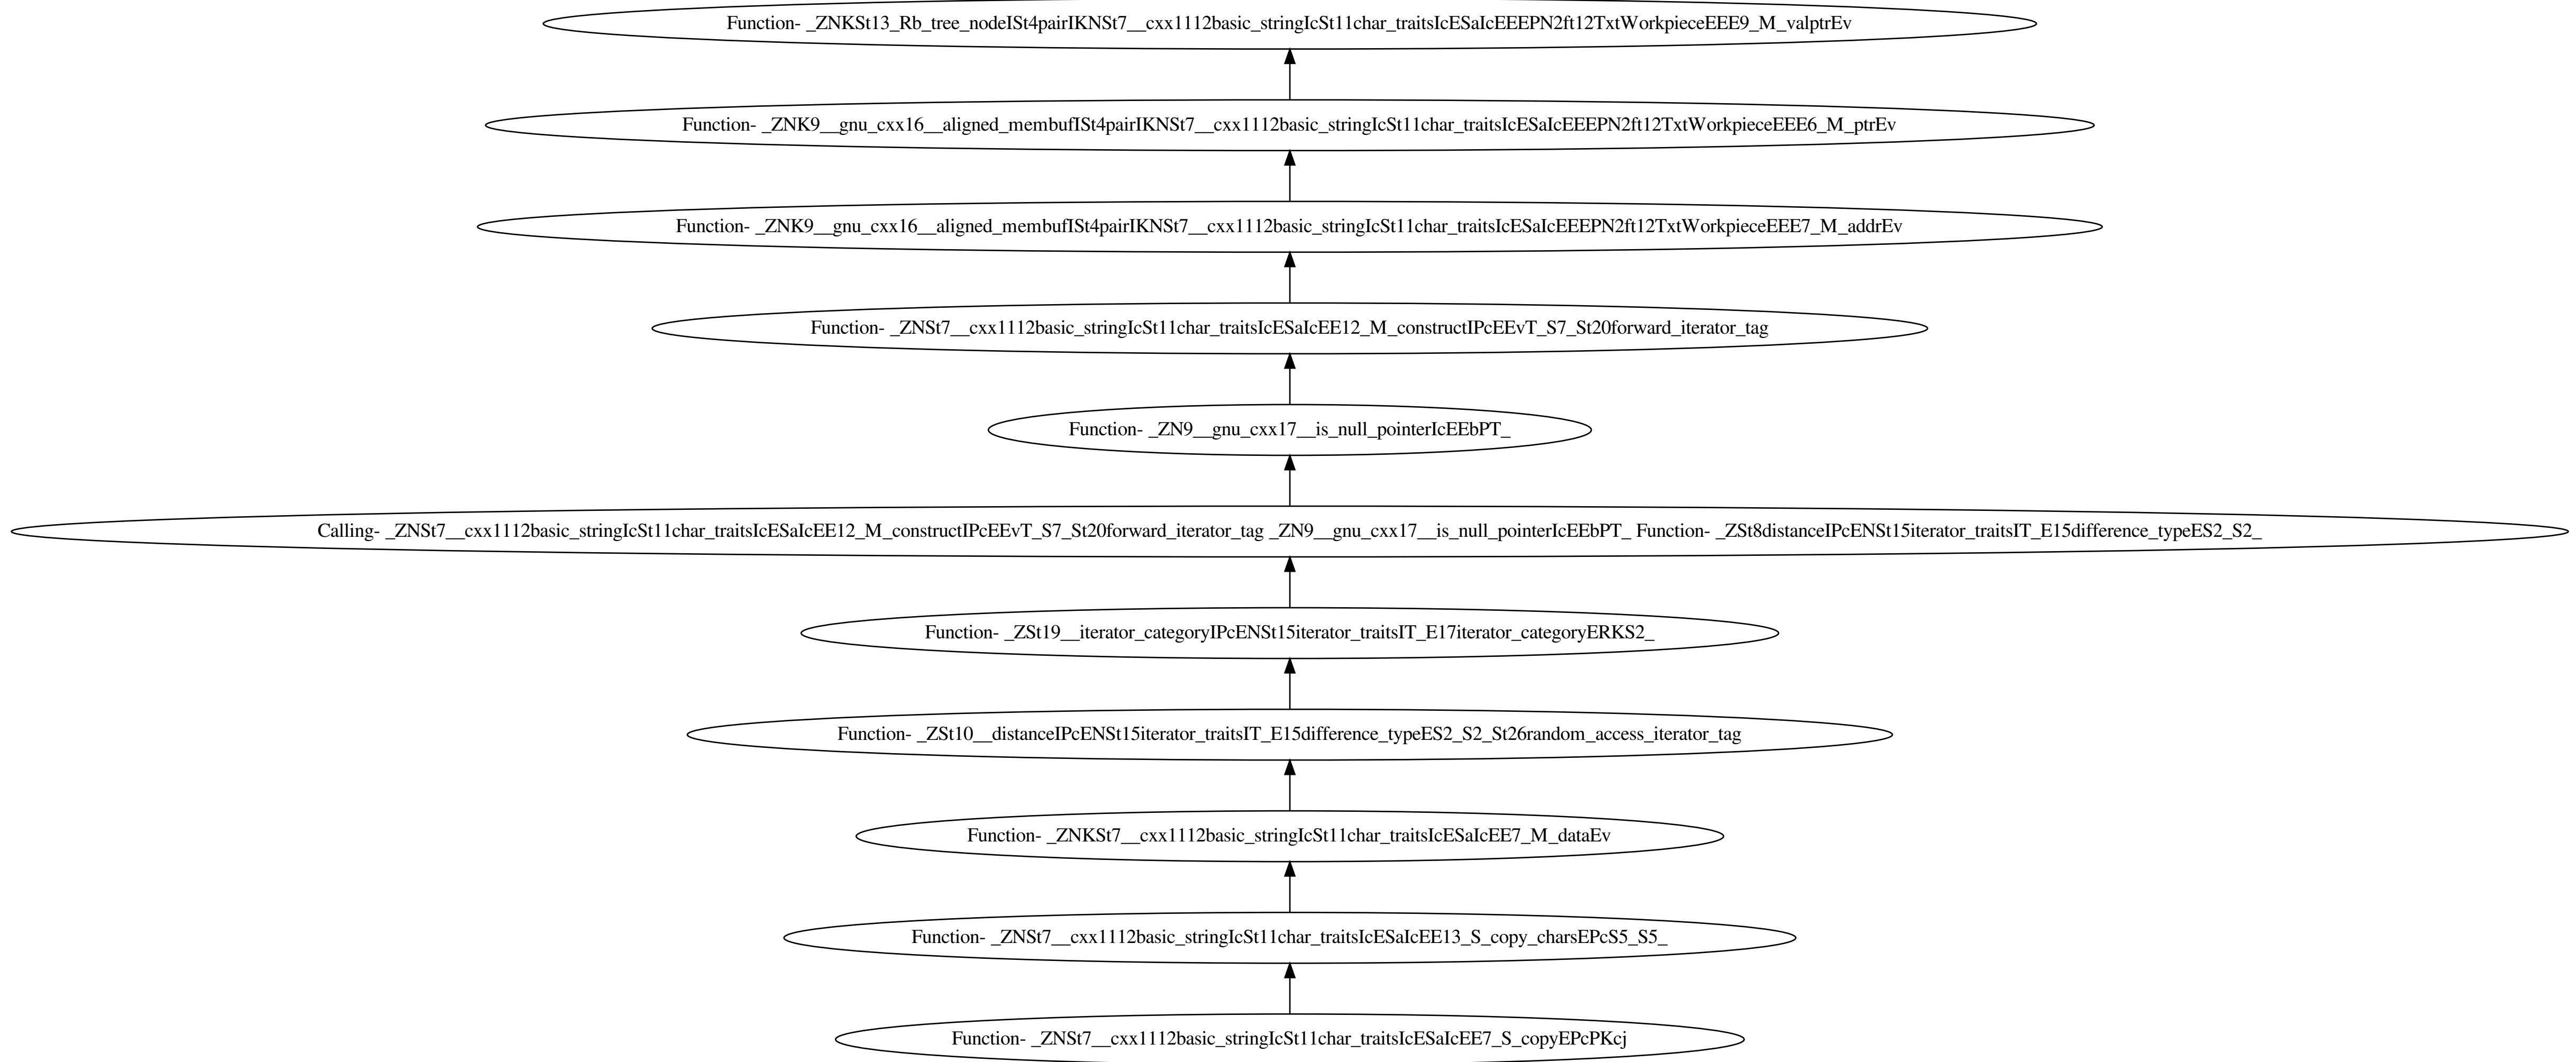 Function- _ZNKSt13_Rb_tree_nodeISt4pairIKNSt7__cxx1112basic_stringIcSt11char_traitsIcESaIcEEEPN2ft12TxtWorkpieceEEE9_M_valptrEv
Function- _ZNK9__gnu_cxx16__aligned_membufISt4pairIKNSt7__cxx1112basic_stringIcSt11char_traitsIcESaIcEEEPN2ft12TxtWorkpieceEEE6_M_ptrEv
Function- _ZNK9__gnu_cxx16__aligned_membufISt4pairIKNSt7__cxx1112basic_stringIcSt11char_traitsIcESaIcEEEPN2ft12TxtWorkpieceEEE7_M_addrEv
Function- _ZNSt7__cxx1112basic_stringIcSt11char_traitsIcESaIcEE12_M_constructIPcEEvT_S7_St20forward_iterator_tag
Function- _ZN9__gnu_cxx17__is_null_pointerIcEEbPT_
Calling- _ZNSt7__cxx1112basic_stringIcSt11char_traitsIcESaIcEE12_M_constructIPcEEvT_S7_St20forward_iterator_tag _ZN9__gnu_cxx17__is_null_pointerIcEEbPT_ Function- _ZSt8distanceIPcENSt15iterator_traitsIT_E15difference_typeES2_S2_
Function- _ZSt19__iterator_categoryIPcENSt15iterator_traitsIT_E17iterator_categoryERKS2_
Function- _ZSt10__distanceIPcENSt15iterator_traitsIT_E15difference_typeES2_S2_St26random_access_iterator_tag
Function- _ZNKSt7__cxx1112basic_stringIcSt11char_traitsIcESaIcEE7_M_dataEv
Function- _ZNSt7__cxx1112basic_stringIcSt11char_traitsIcESaIcEE13_S_copy_charsEPcS5_S5_
Function- _ZNSt7__cxx1112basic_stringIcSt11char_traitsIcESaIcEE7_S_copyEPcPKcj